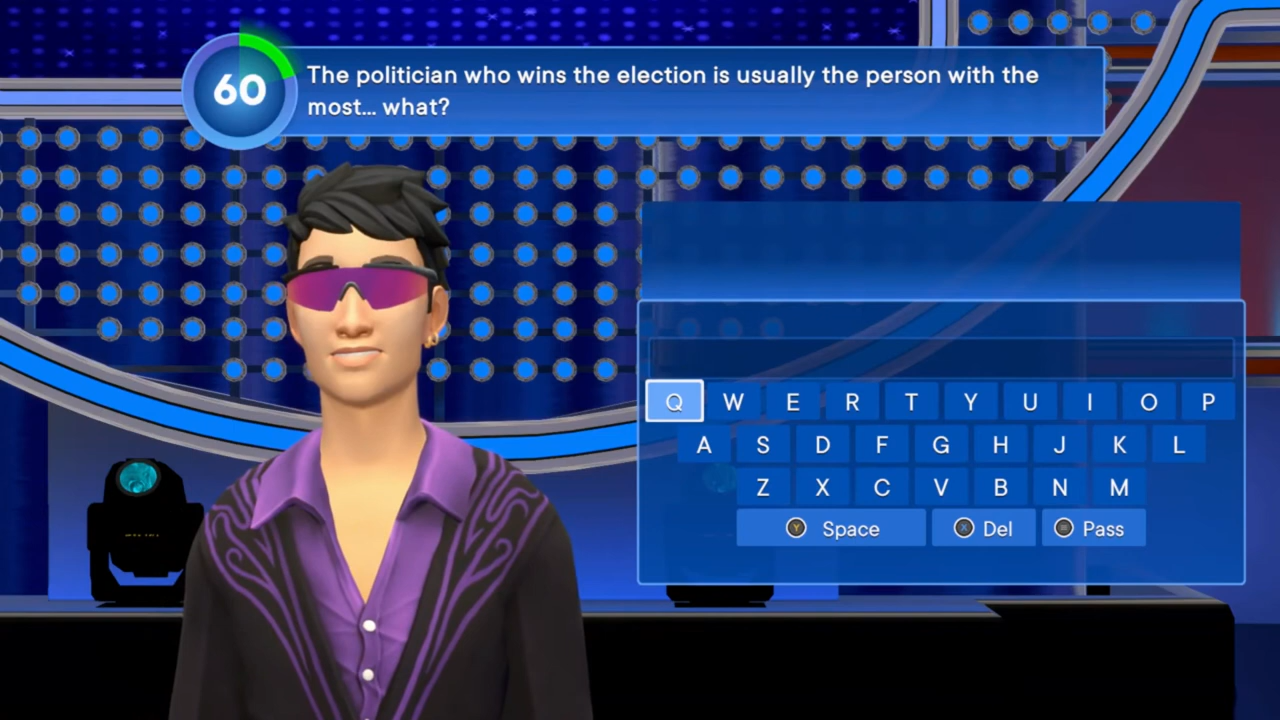 60
The politician who wins the election is usually the person with the
most... what?
Q W E R T Y U I O P
A S D F G H J K L
Z X C V B N M
Y Space X Del Pass